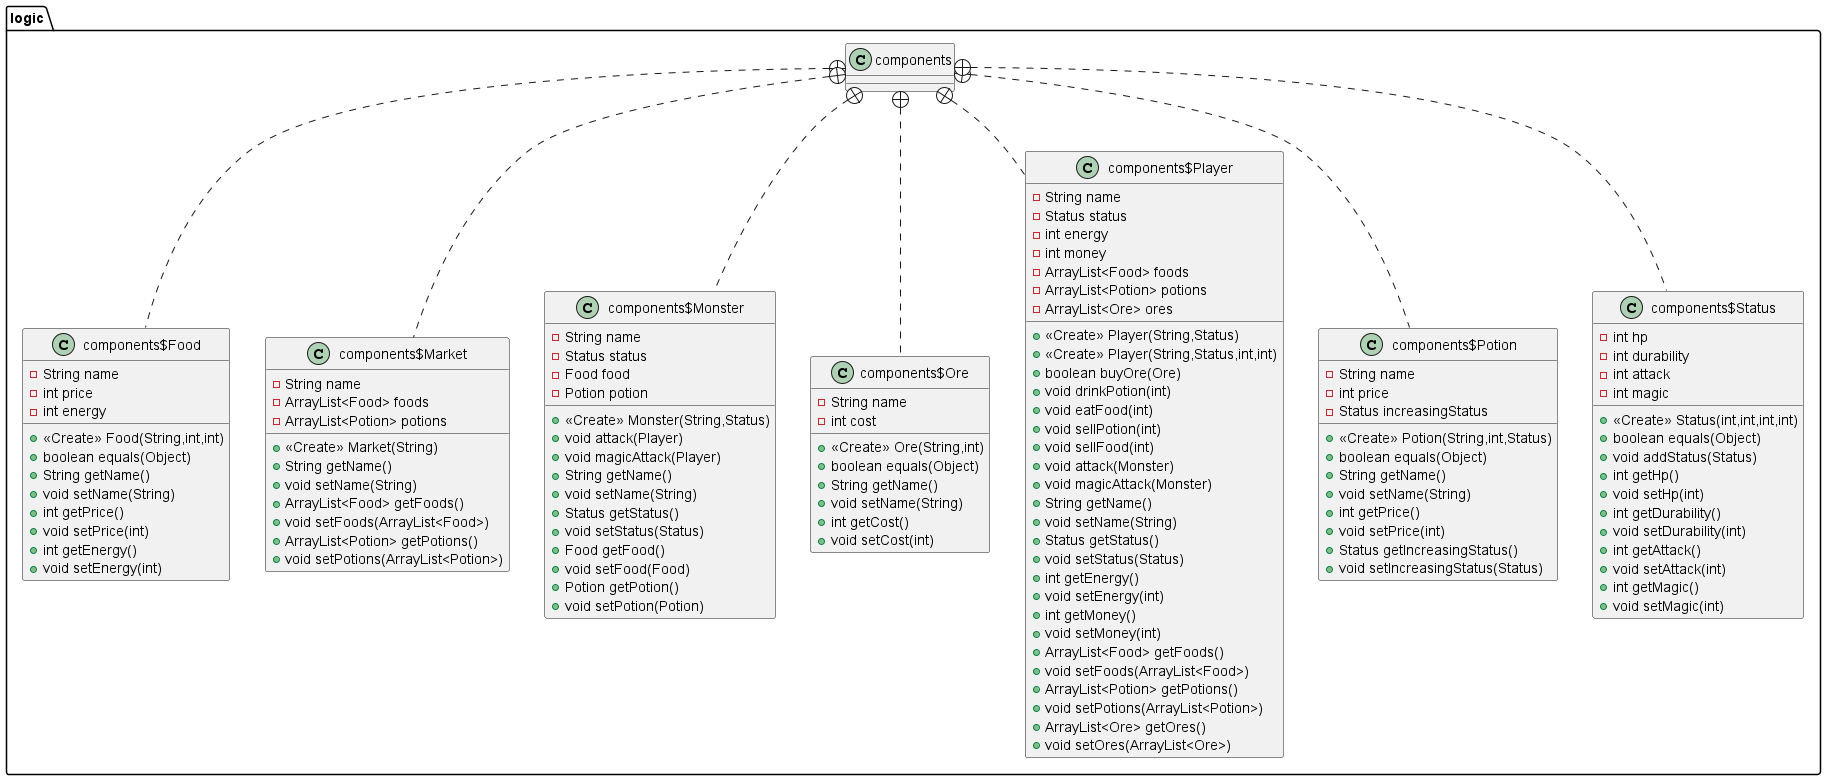 logic
C components
C components$Food
String name
int price
int energy
«Create» Food(String,int,int)
boolean equals(Object)
String getName()
void setName(String)
int getPrice()
void setPrice(int)
int getEnergy()
void setEnergy(int)
C components$Market
String name
ArrayList<Food> foods
ArrayList<Potion> potions
«Create» Market(String)
String getName()
void setName(String)
ArrayList<Food> getFoods()
void setFoods(ArrayList<Food>)
ArrayList<Potion> getPotions()
void setPotions(ArrayList<Potion>)
C components$Monster
String name
Status status
Food food
Potion potion
«Create» Monster(String,Status)
void attack(Player)
void magicAttack(Player)
String getName()
void setName(String)
Status getStatus()
void setStatus(Status)
Food getFood()
void setFood(Food)
Potion getPotion()
void setPotion(Potion)
C components$Ore
String name
int cost
«Create» Ore(String,int)
boolean equals(Object)
String getName()
void setName(String)
int getCost()
void setCost(int)
C components$Player
String name
Status status
int energy
int money
ArrayList<Food> foods
ArrayList<Potion> potions
ArrayList<Ore> ores
«Create» Player(String,Status)
«Create» Player(String,Status,int,int)
boolean buyOre(Ore)
void drinkPotion(int)
void eatFood(int)
void sellPotion(int)
void sellFood(int)
void attack(Monster)
void magicAttack(Monster)
String getName()
void setName(String)
Status getStatus()
void setStatus(Status)
int getEnergy()
void setEnergy(int)
int getMoney()
void setMoney(int)
ArrayList<Food> getFoods()
void setFoods(ArrayList<Food>)
ArrayList<Potion> getPotions()
void setPotions(ArrayList<Potion>)
ArrayList<Ore> getOres()
void setOres(ArrayList<Ore>)
C components$Potion
String name
int price
Status increasingStatus
«Create» Potion(String,int,Status)
boolean equals(Object)
String getName()
void setName(String)
int getPrice()
void setPrice(int)
Status getIncreasingStatus()
void setIncreasingStatus(Status)
C components$Status
int hp
int durability
int attack
int magic
«Create» Status(int,int,int,int)
boolean equals(Object)
void addStatus(Status)
int getHp()
void setHp(int)
int getDurability()
void setDurability(int)
int getAttack()
void setAttack(int)
int getMagic()
void setMagic(int)